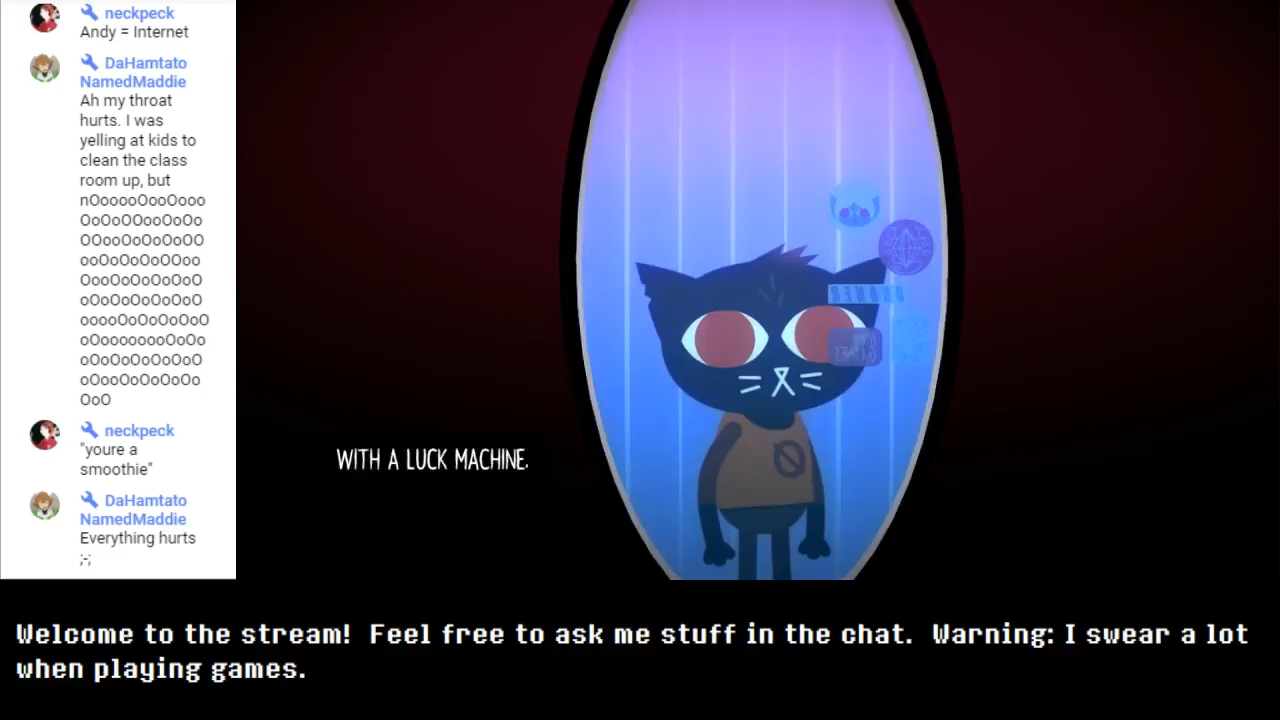 neckpeck
Andy = Internet
DaHamtato
NamedMaddie
Ah my throat
hurts. I was
yelling at kids to
clean the class
room up, but
nOooooOooOooo
OoOoOOooOoOo
OOooOoOoOoOO
ooOoOoOoOOoo
OooOoOoOoOoO
oOoOoOoOoOoO
ooooOoOoOoOoO
oOooooooooOoOo
oOoOoOoOoOoO
oOooOoOoOoOo
OoO
neckpeck
"youre a
smoothie"
DaHamtato
NamedMaddie
Everything hurts
;-;
WITH A LUCK MACHINE.
Welcome to the stream! Feel free to ask me stuff in the chat. Warning: I swear a lot
when playing games.